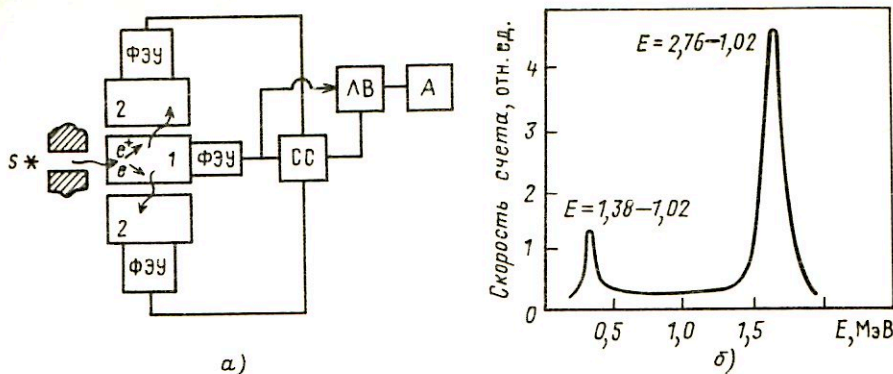 ФЭУ
2
S *
e⁺
e⁻
1
ФЭУ
СС
ЛВ
А
2
ФЭУ
а)
Скорость счета, отн. ед.
4
3
2
1
0
E = 2,76–1,02
E = 1,38–1,02
0,5
1,0
1,5
E, МэВ
б)